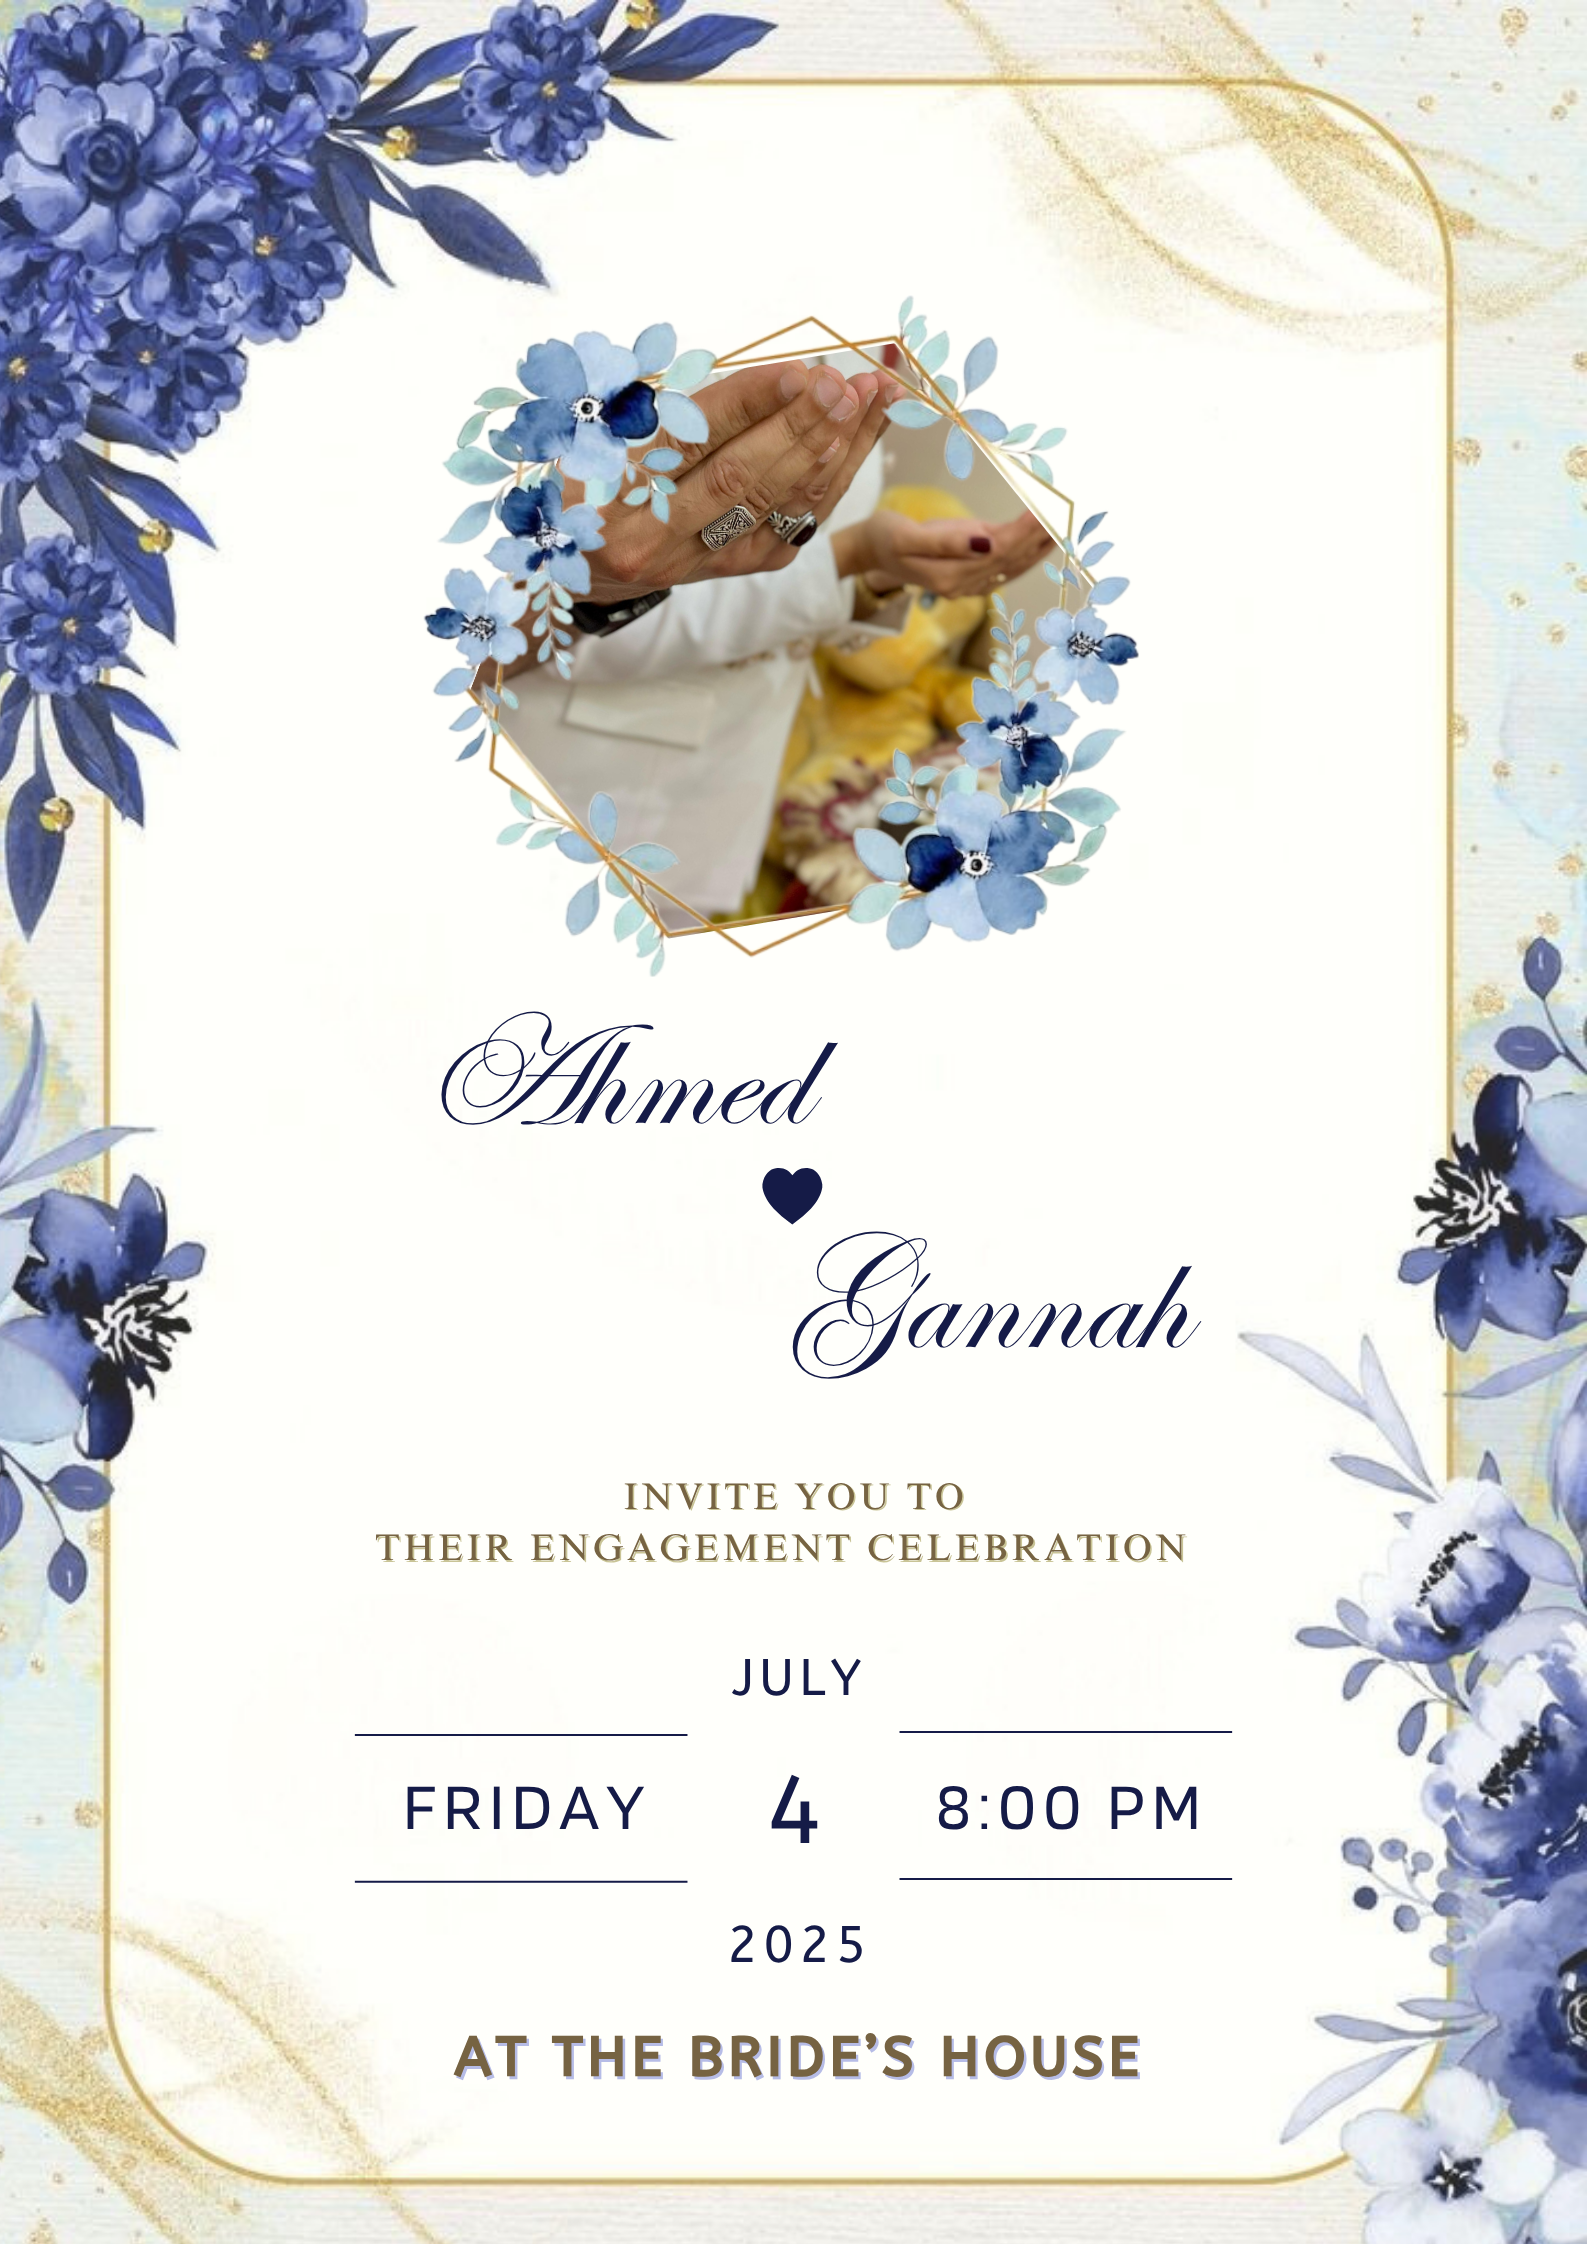 Ahmed
Gannah
INVITE YOU TO
THEIR ENGAGEMENT CELEBRATION
JULY
FRIDAY 4 8:00 PM
2025
AT THE BRIDE’S HOUSE